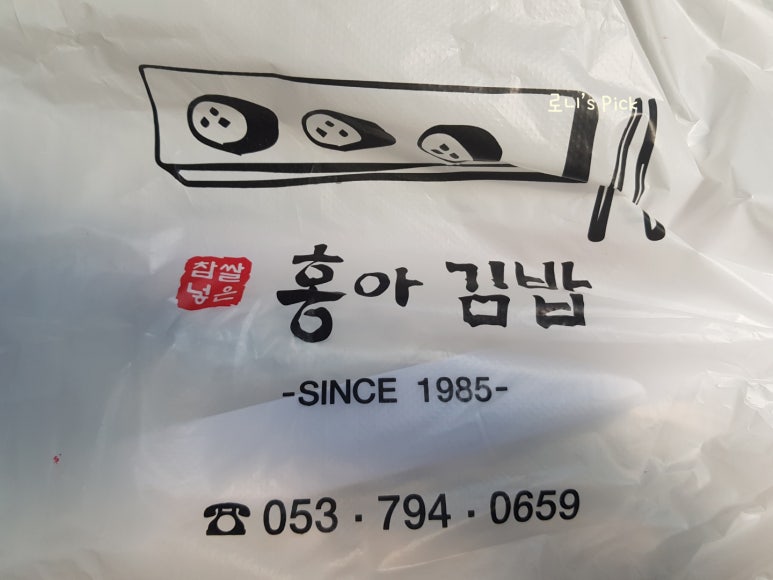 로니's Pick
찹쌀
넣은
홍아 김밥
-SINCE 1985-
☎ 053 · 794 · 0659